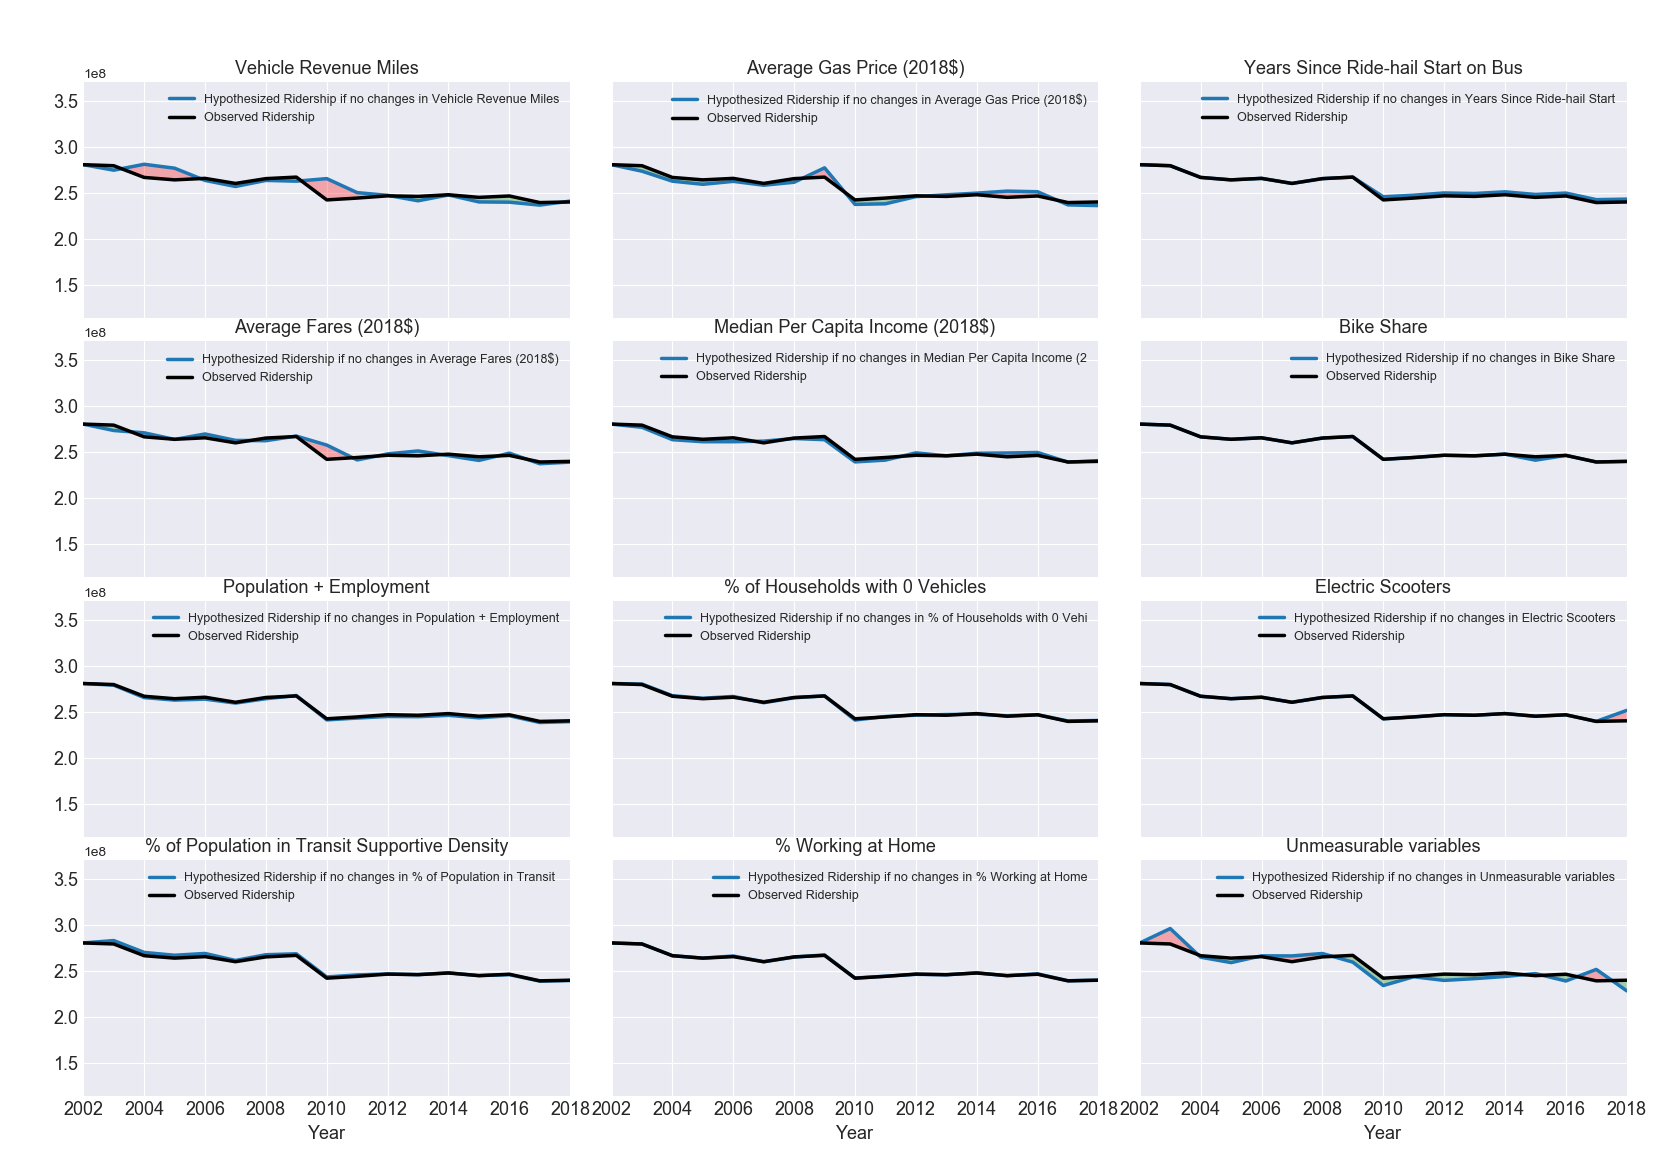 Vehicle Revenue Miles
1e8
Hypothesized Ridership if no changes in Vehicle Revenue Miles
Observed Ridership
3.5
3.0
2.5
2.0
1.5
Average Gas Price (2018$)
Hypothesized Ridership if no changes in Average Gas Price (2018$)
Observed Ridership
Years Since Ride-hail Start on Bus
Hypothesized Ridership if no changes in Years Since Ride-hail Start
Observed Ridership
Average Fares (2018$)
1e8
Hypothesized Ridership if no changes in Average Fares (2018$)
Observed Ridership
3.5
3.0
2.5
2.0
1.5
Median Per Capita Income (2018$)
Hypothesized Ridership if no changes in Median Per Capita Income (2
Observed Ridership
Bike Share
Hypothesized Ridership if no changes in Bike Share
Observed Ridership
Population + Employment
1e8
Hypothesized Ridership if no changes in Population + Employment
Observed Ridership
3.5
3.0
2.5
2.0
1.5
% of Households with 0 Vehicles
Hypothesized Ridership if no changes in % of Households with 0 Vehi
Observed Ridership
Electric Scooters
Hypothesized Ridership if no changes in Electric Scooters
Observed Ridership
% of Population in Transit Supportive Density
1e8
Hypothesized Ridership if no changes in % of Population in Transit
Observed Ridership
3.5
3.0
2.5
2.0
1.5
2002 2004 2006 2008 2010 2012 2014 2016 2018
Year
% Working at Home
Hypothesized Ridership if no changes in % Working at Home
Observed Ridership
2002 2004 2006 2008 2010 2012 2014 2016 2018
Year
Unmeasurable variables
Hypothesized Ridership if no changes in Unmeasurable variables
Observed Ridership
2002 2004 2006 2008 2010 2012 2014 2016 2018
Year